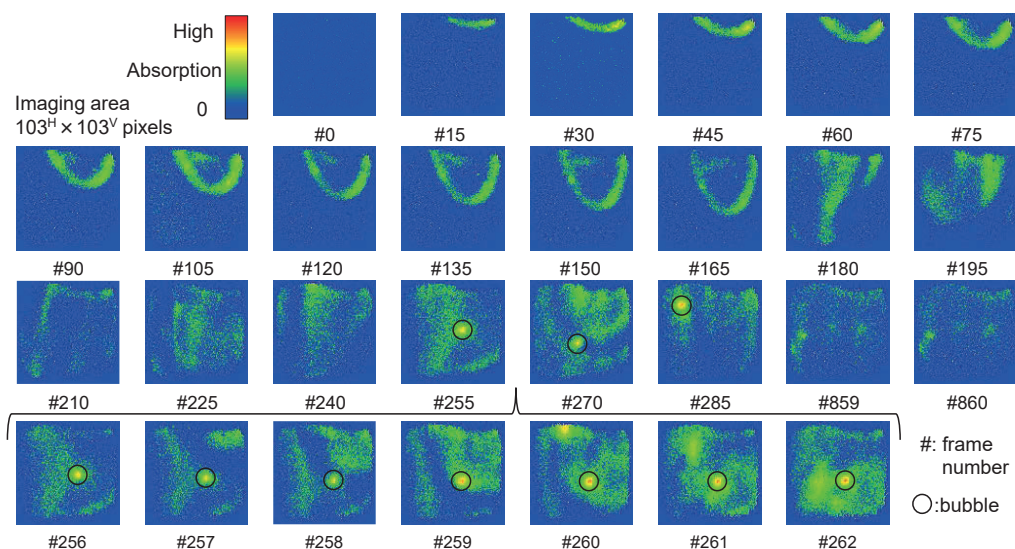 High
Absorption
0
Imaging area
103ᴴ × 103ⱽ pixels
#0 #15 #30 #45 #60 #75
#90 #105 #120 #135 #150 #165 #180 #195
#210 #225 #240 #255 #270 #285 #859 #860
#256 #257 #258 #259 #260 #261 #262
#: frame
number
:bubble